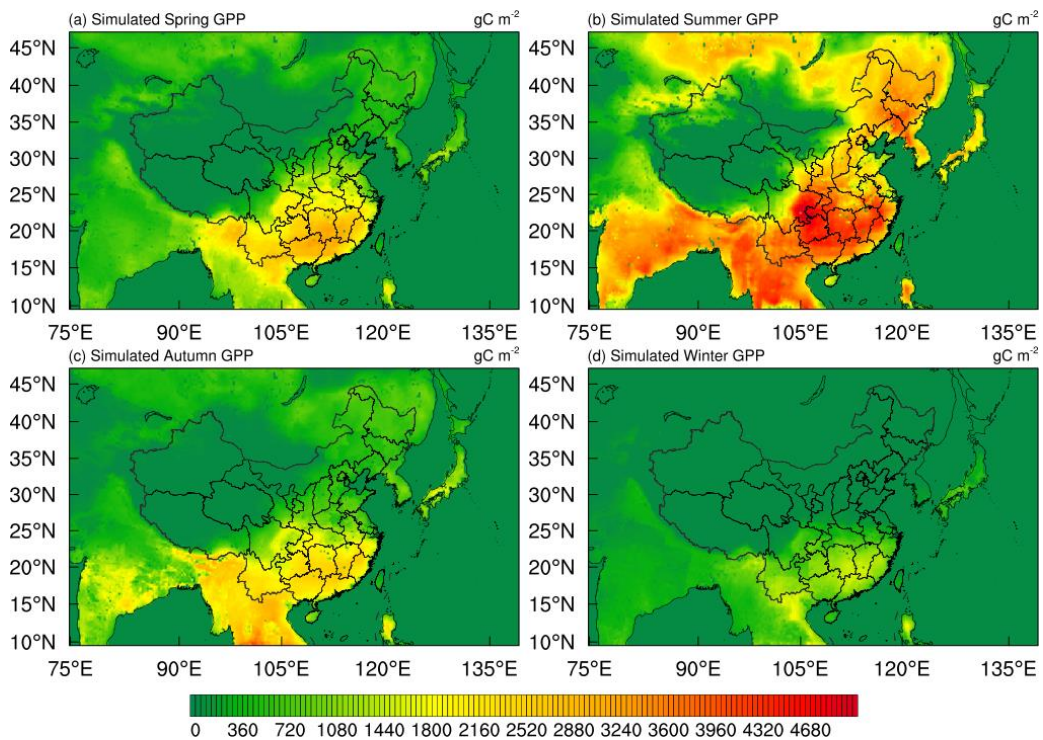 (a) Simulated Spring GPP gC m⁻² (b) Simulated Summer GPP gC m⁻²
45°N 45°N
40°N 40°N
35°N 35°N
30°N 30°N
25°N 25°N
20°N 20°N
15°N 15°N
10°N 10°N
75°E 90°E 105°E 120°E 135°E 75°E 90°E 105°E 120°E 135°E
(c) Simulated Autumn GPP gC m⁻² (d) Simulated Winter GPP gC m⁻²
45°N 45°N
40°N 40°N
35°N 35°N
30°N 30°N
25°N 25°N
20°N 20°N
15°N 15°N
10°N 10°N
75°E 90°E 105°E 120°E 135°E 75°E 90°E 105°E 120°E 135°E
0 360 720 1080 1440 1800 2160 2520 2880 3240 3600 3960 4320 4680